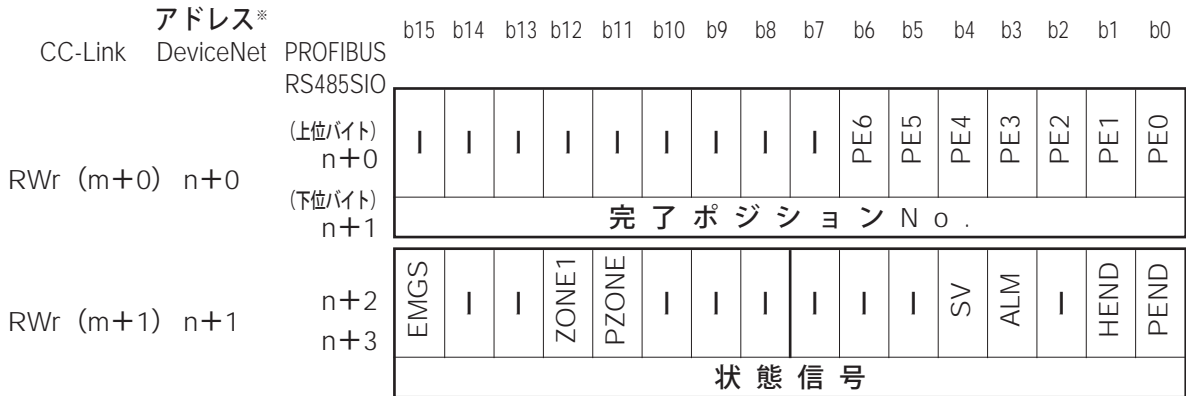 アドレス※
b15 b14 b13 b12 b11 b10 b9 b8 b7 b6 b5 b4 b3 b2 b1 b0
CC-Link DeviceNet PROFIBUS
RS485SIO
(上位バイト)
n+0
RWr (m+0) n+0
(下位バイト)
n+1
— — — — — — — — — PE6 PE5 PE4 PE3 PE2 PE1 PE0
完了ポジションNo.
RWr (m+1) n+1
n+2
n+3
EMGS — — ZONE1 PZONE — — — — — — SV ALM — HEND PEND
状態信号